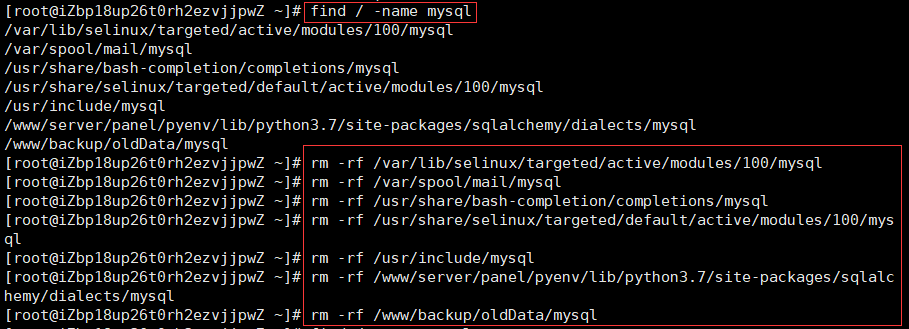 [root@iZbp18up26t0rh2ezvjjpwZ ~]# find / -name mysql
/var/lib/selinux/targeted/active/modules/100/mysql
/var/spool/mail/mysql
/usr/share/bash-completion/completions/mysql
/usr/share/selinux/targeted/default/active/modules/100/mysql
/usr/include/mysql
/www/server/panel/pyenv/lib/python3.7/site-packages/sqlalchemy/dialects/mysql
/www/backup/oldData/mysql
[root@iZbp18up26t0rh2ezvjjpwZ ~]# rm -rf /var/lib/selinux/targeted/active/modules/100/mysql
[root@iZbp18up26t0rh2ezvjjpwZ ~]# rm -rf /var/spool/mail/mysql
[root@iZbp18up26t0rh2ezvjjpwZ ~]# rm -rf /usr/share/bash-completion/completions/mysql
[root@iZbp18up26t0rh2ezvjjpwZ ~]# rm -rf /usr/share/selinux/targeted/default/active/modules/100/mys
ql
[root@iZbp18up26t0rh2ezvjjpwZ ~]# rm -rf /usr/include/mysql
[root@iZbp18up26t0rh2ezvjjpwZ ~]# rm -rf /www/server/panel/pyenv/lib/python3.7/site-packages/sqlalc
hemy/dialects/mysql
[root@iZbp18up26t0rh2ezvjjpwZ ~]# rm -rf /www/backup/oldData/mysql